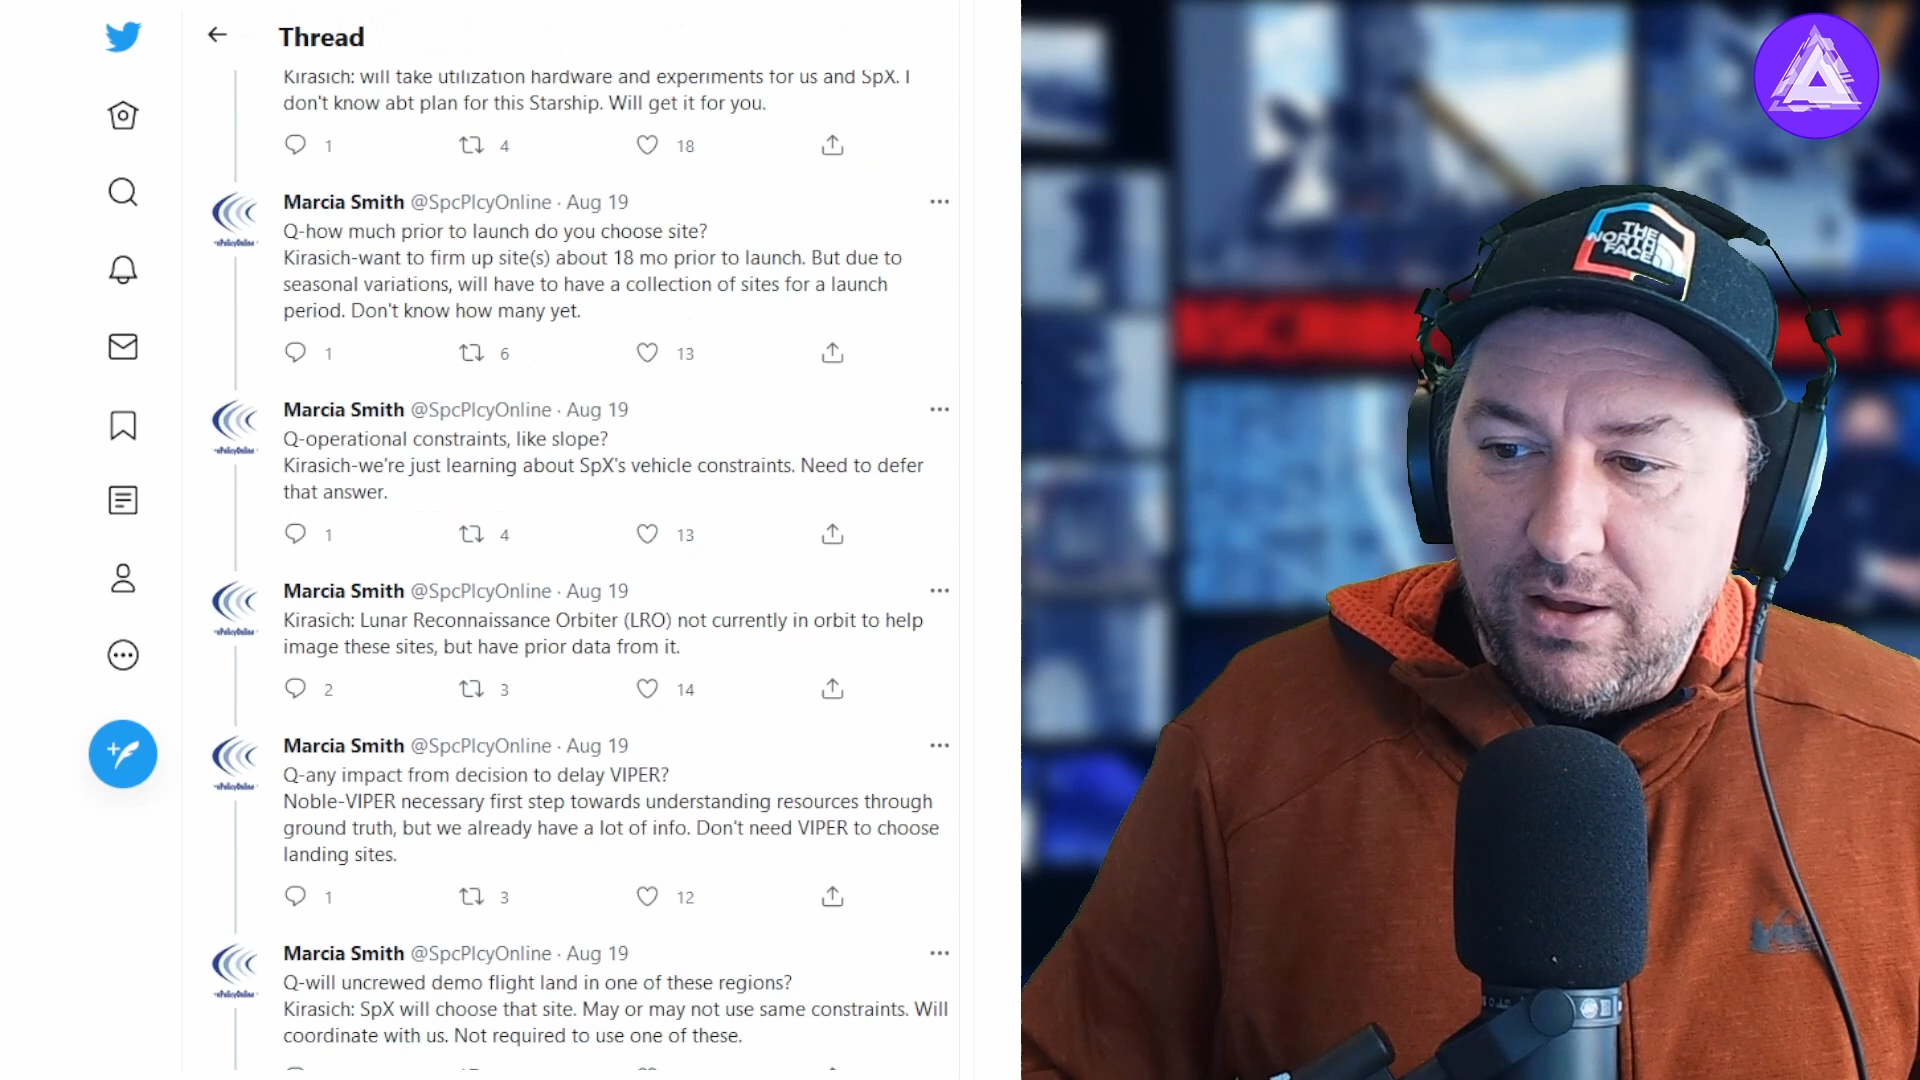 Thread
Kirasich: will take utilization hardware and experiments for us and SpX. I
don't know abt plan for this Starship. Will get it for you.
1 4 18
Marcia Smith @SpcPlcyOnline · Aug 19
Q-how much prior to launch do you choose site?
Kirasich-want to firm up site(s) about 18 mo prior to launch. But due to
seasonal variations, will have to have a collection of sites for a launch
period. Don't know how many yet.
1 6 13
Marcia Smith @SpcPlcyOnline · Aug 19
Q-operational constraints, like slope?
Kirasich-we're just learning about SpX's vehicle constraints. Need to defer
that answer.
1 4 13
Marcia Smith @SpcPlcyOnline · Aug 19
Kirasich: Lunar Reconnaissance Orbiter (LRO) not currently in orbit to help
image these sites, but have prior data from it.
2 3 14
Marcia Smith @SpcPlcyOnline · Aug 19
Q-any impact from decision to delay VIPER?
Noble-VIPER necessary first step towards understanding resources through
ground truth, but we already have a lot of info. Don't need VIPER to choose
landing sites.
1 3 12
Marcia Smith @SpcPlcyOnline · Aug 19
Q-will uncrewed demo flight land in one of these regions?
Kirasich: SpX will choose that site. May or may not use same constraints. Will
coordinate with us. Not required to use one of these.
THE
NORTH
FACE